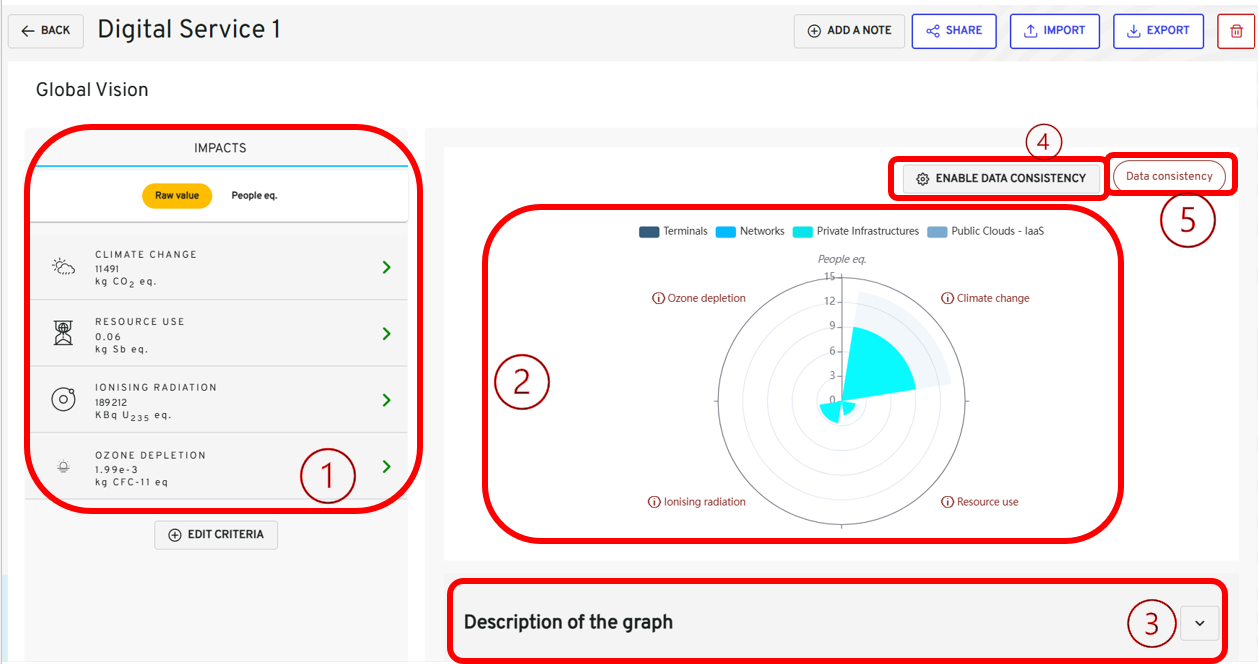 BACK
Digital Service 1
ADD A NOTE
SHARE
IMPORT
EXPORT
Global Vision
IMPACTS
Raw value
People eq.
CLIMATE CHANGE
11491
kg CO₂ eq.
RESOURCE USE
0.06
kg Sb eq.
IONISING RADIATION
189212
KBq U₂₃₅ eq.
OZONE DEPLETION
1.99e-3
kg CFC-11 eq
1
EDIT CRITERIA
4
ENABLE DATA CONSISTENCY
Data consistency
5
Terminals
Networks
Private Infrastructures
Public Clouds - IaaS
People eq.
15
12
9
6
3
0
Ozone depletion
Climate change
Ionising radiation
Resource use
2
Description of the graph
3